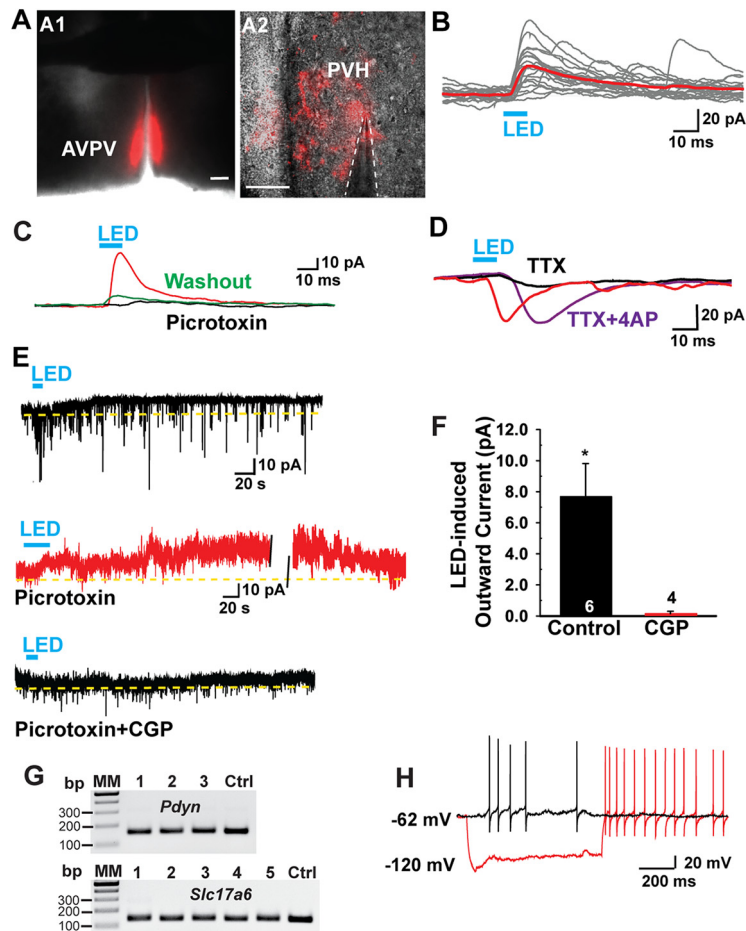 A
A1
AVPV
A2
PVH
B
LED
20 pA
10 ms
C
LED
10 pA
10 ms
Washout
Picrotoxin
D
LED
TTX
TTX+4AP
20 pA
10 ms
E
LED
10 pA
20 s
LED
Picrotoxin
10 pA
20 s
LED
Picrotoxin+CGP
10 pA
20 s
F
LED-induced
Outward Current (pA)
12.0
10.0
8.0
6.0
4.0
2.0
0.0
*
6
4
Control CGP
G
bp MM 1 2 3 Ctrl
Pdyn
300
200
100
bp MM 1 2 3 4 5 Ctrl
Slc17a6
300
200
100
H
-62 mV
-120 mV
20 mV
200 ms